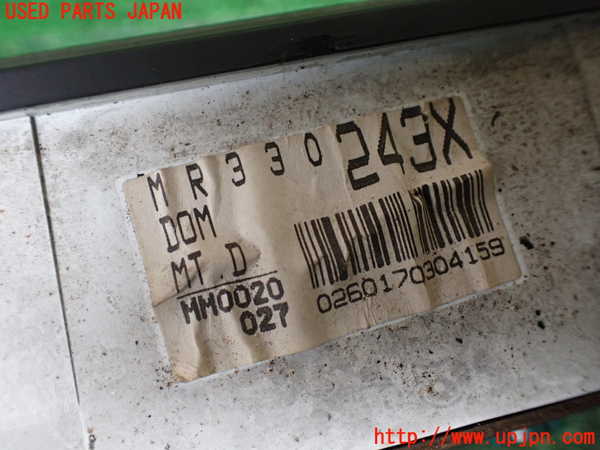 USED PARTS JAPAN
MR330243X
DOM
MT.D
MM0020
027
0260170304159
http://www.upjpn.com